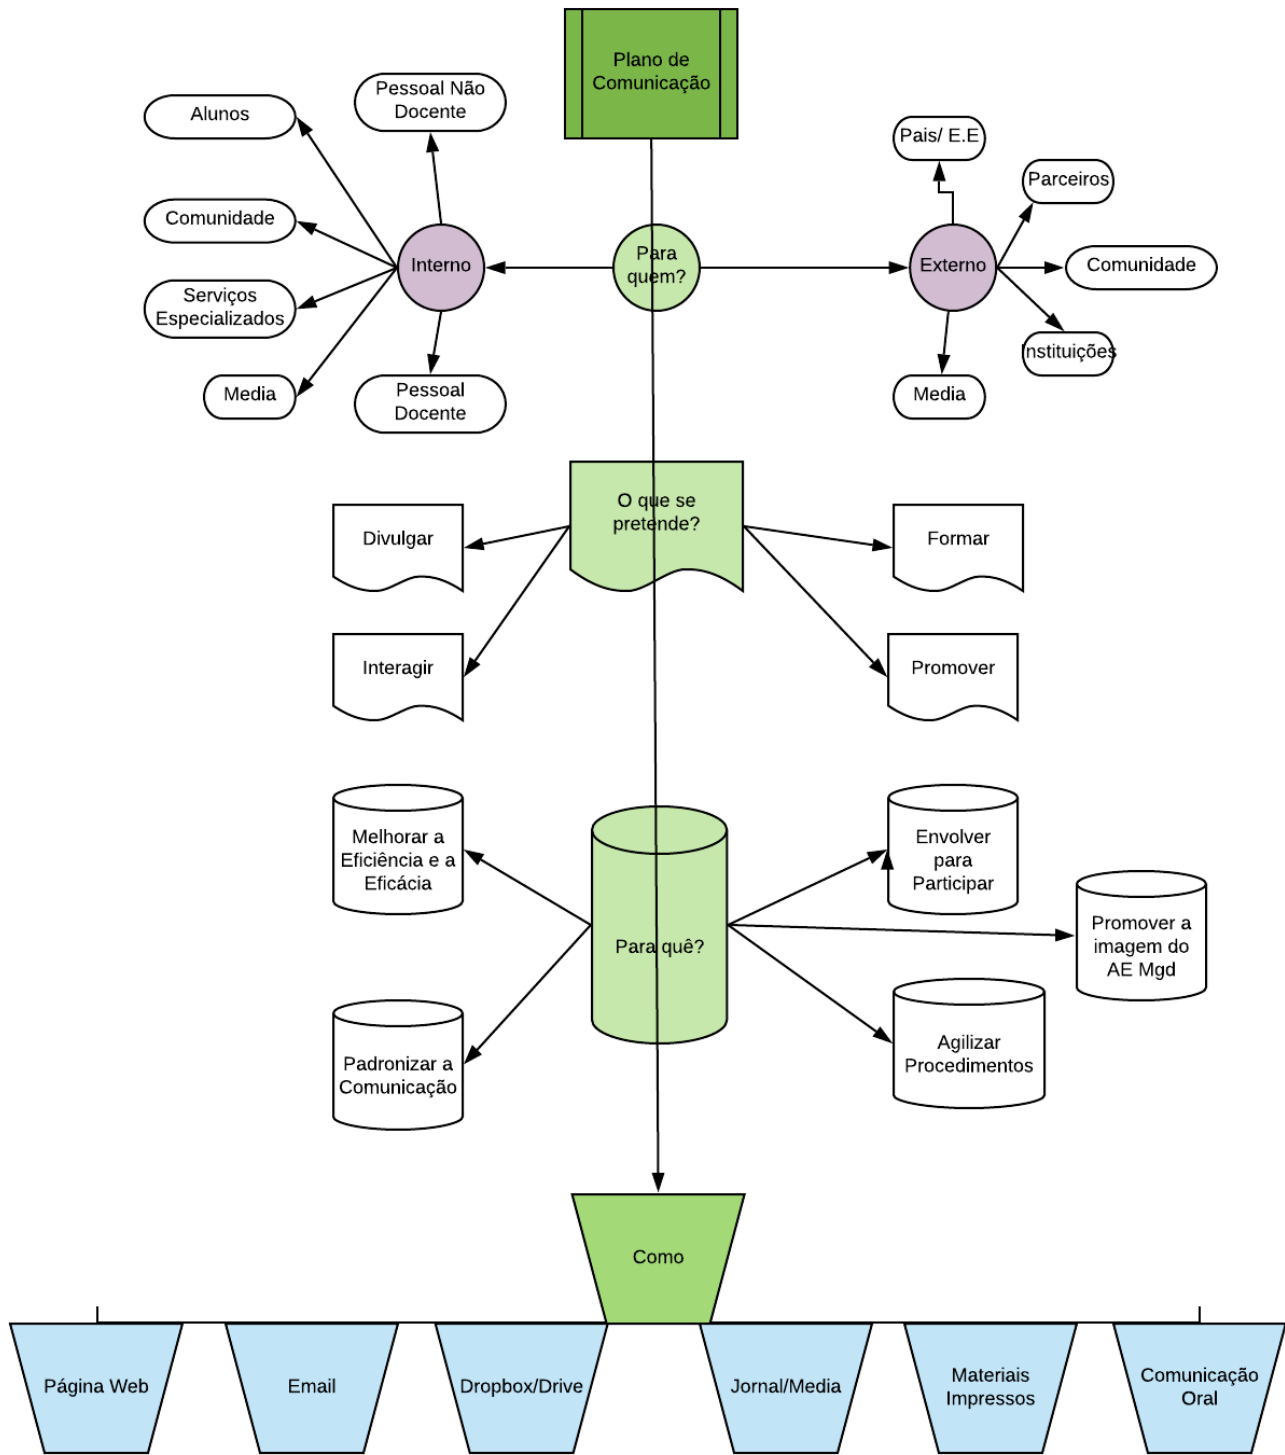 Plano de
Comunicação
Pessoal Não
Docente
Alunos
Pais/ E.E
Parceiros
Comunidade
Para
quem?
Interno
Externo
Comunidade
Serviços
Especializados
Instituições
Media
Pessoal
Docente
Media
O que se
pretende?
Divulgar
Formar
Interagir
Promover
Melhorar a
Eficiência e a
Eficácia
Envolver
para
Participar
Promover a
imagem do
AE Mgd
Para quê?
Padronizar a
Comunicação
Agilizar
Procedimentos
Como
Página Web
Email
Dropbox/Drive
Jornal/Media
Materiais
Impressos
Comunicação
Oral